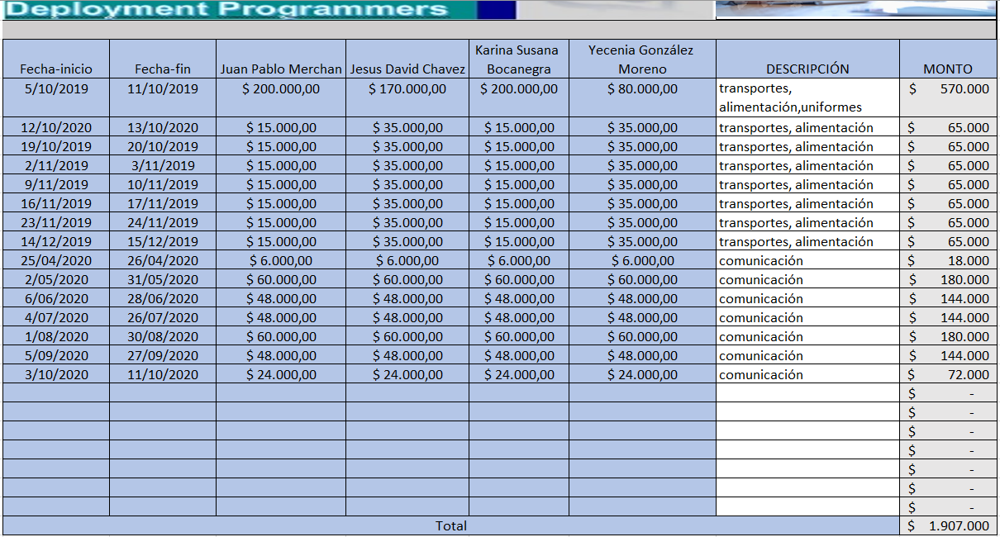 Deployment Programmers
Fecha-inicio Fecha-fin Juan Pablo Merchan Jesus David Chavez Karina Susana Bocanegra Yecenia González Moreno DESCRIPCIÓN MONTO
5/10/2019 11/10/2019 $ 200.000,00 $ 170.000,00 $ 200.000,00 $ 80.000,00 transportes, alimentación,uniformes $ 570.000
12/10/2020 13/10/2020 $ 15.000,00 $ 35.000,00 $ 15.000,00 $ 35.000,00 transportes, alimentación $ 65.000
19/10/2019 20/10/2019 $ 15.000,00 $ 35.000,00 $ 15.000,00 $ 35.000,00 transportes, alimentación $ 65.000
2/11/2019 3/11/2019 $ 15.000,00 $ 35.000,00 $ 15.000,00 $ 35.000,00 transportes, alimentación $ 65.000
9/11/2019 10/11/2019 $ 15.000,00 $ 35.000,00 $ 15.000,00 $ 35.000,00 transportes, alimentación $ 65.000
16/11/2019 17/11/2019 $ 15.000,00 $ 35.000,00 $ 15.000,00 $ 35.000,00 transportes, alimentación $ 65.000
23/11/2019 24/11/2019 $ 15.000,00 $ 35.000,00 $ 15.000,00 $ 35.000,00 transportes, alimentación $ 65.000
14/12/2019 15/12/2019 $ 15.000,00 $ 35.000,00 $ 15.000,00 $ 35.000,00 transportes, alimentación $ 65.000
25/04/2020 26/04/2020 $ 6.000,00 $ 6.000,00 $ 6.000,00 $ 6.000,00 comunicación $ 18.000
2/05/2020 31/05/2020 $ 60.000,00 $ 60.000,00 $ 60.000,00 $ 60.000,00 comunicación $ 180.000
6/06/2020 28/06/2020 $ 48.000,00 $ 48.000,00 $ 48.000,00 $ 48.000,00 comunicación $ 144.000
4/07/2020 26/07/2020 $ 48.000,00 $ 48.000,00 $ 48.000,00 $ 48.000,00 comunicación $ 144.000
1/08/2020 30/08/2020 $ 60.000,00 $ 60.000,00 $ 60.000,00 $ 60.000,00 comunicación $ 180.000
5/09/2020 27/09/2020 $ 48.000,00 $ 48.000,00 $ 48.000,00 $ 48.000,00 comunicación $ 144.000
3/10/2020 11/10/2020 $ 24.000,00 $ 24.000,00 $ 24.000,00 $ 24.000,00 comunicación $ 72.000
$ -
$ -
$ -
$ -
$ -
$ -
$ -
Total $ 1.907.000